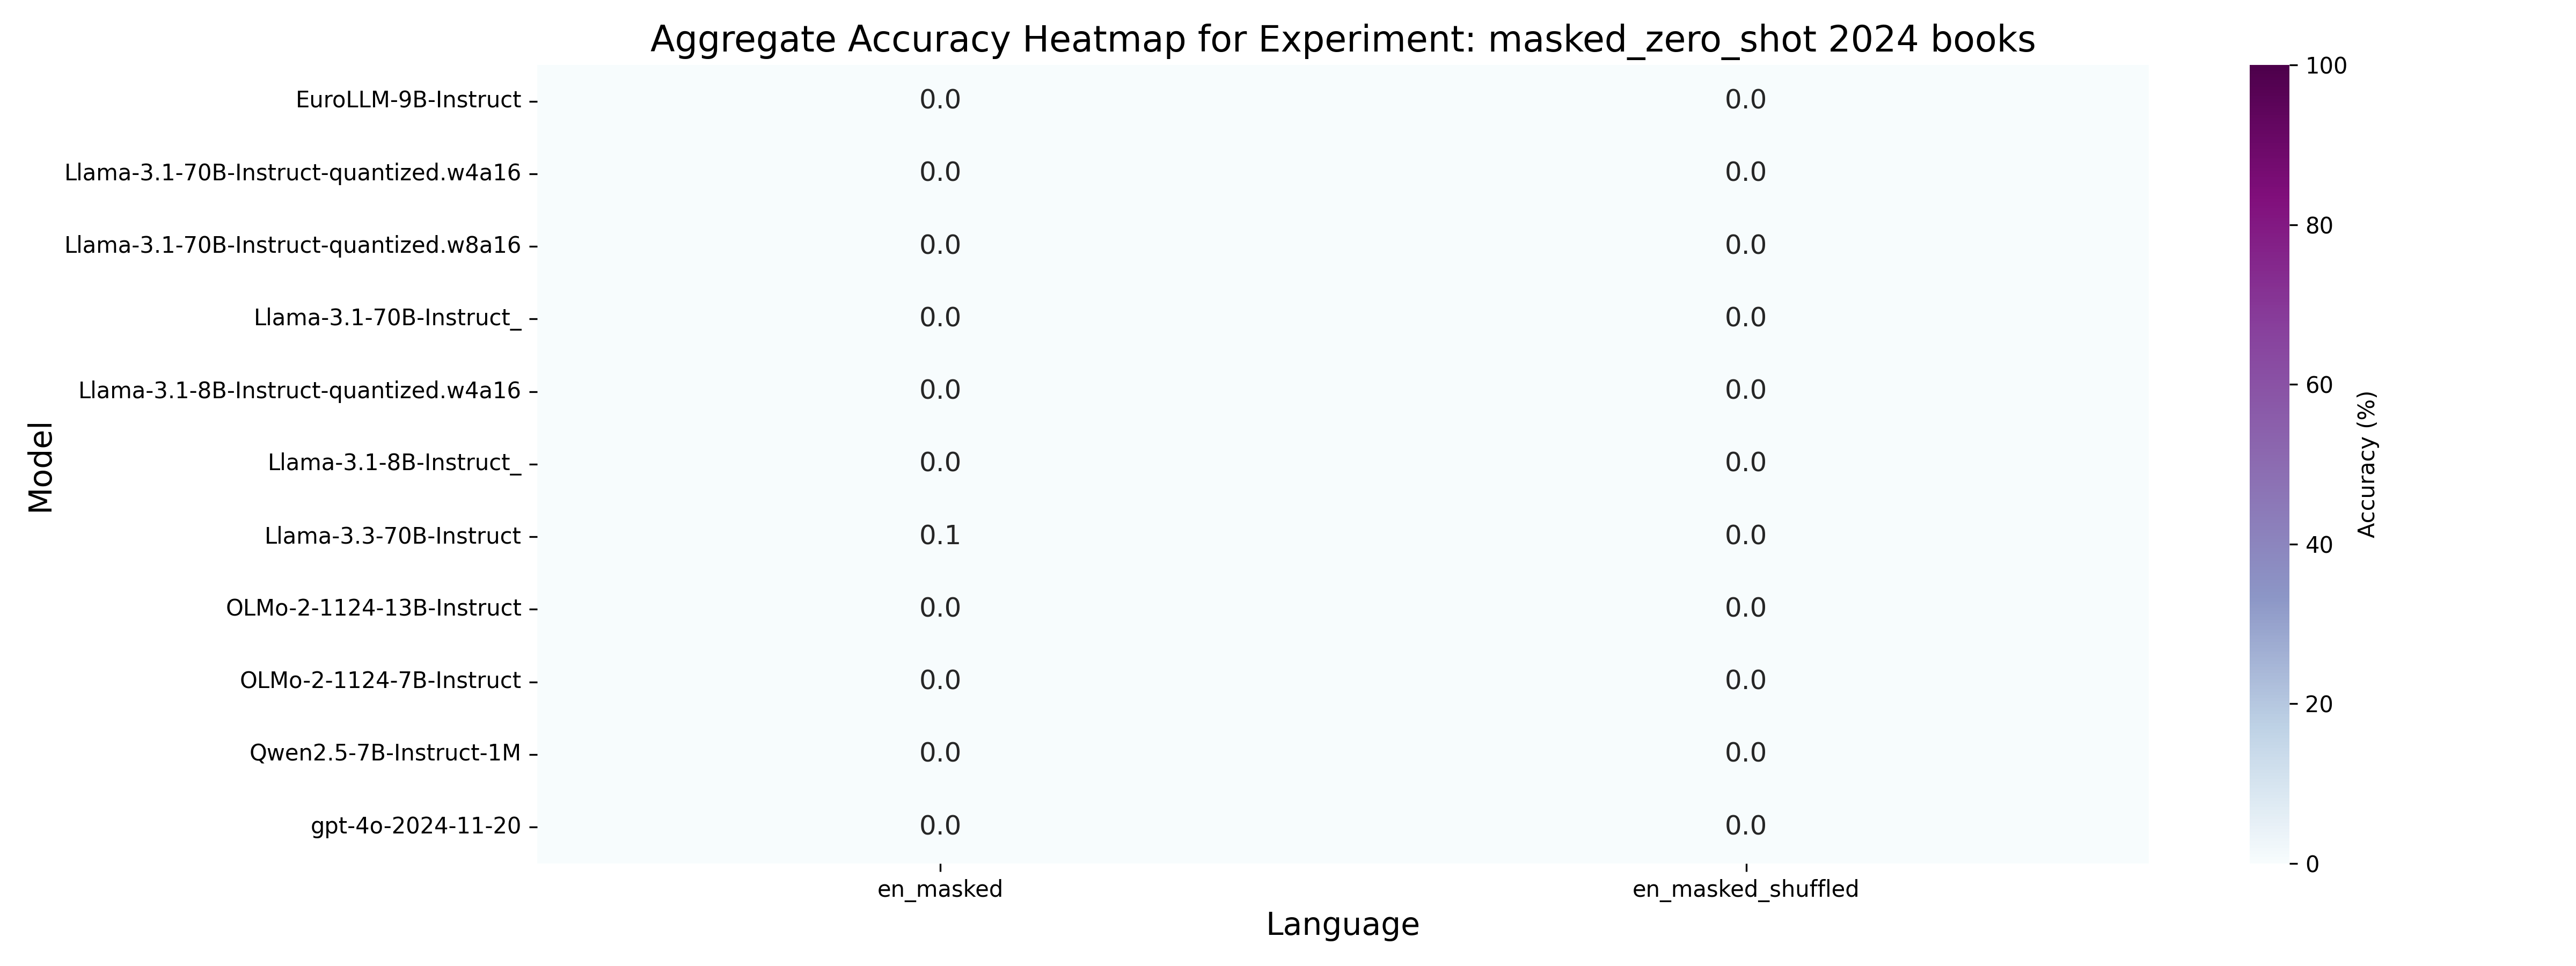 Aggregate Accuracy Heatmap for Experiment: masked_zero_shot 2024 books
EuroLLM-9B-Instruct 0.0 0.0
Llama-3.1-70B-Instruct-quantized.w4a16 0.0 0.0
Llama-3.1-70B-Instruct-quantized.w8a16 0.0 0.0
Llama-3.1-70B-Instruct_ 0.0 0.0
Llama-3.1-8B-Instruct-quantized.w4a16 0.0 0.0
Llama-3.1-8B-Instruct_ 0.0 0.0
Llama-3.3-70B-Instruct 0.1 0.0
OLMo-2-1124-13B-Instruct 0.0 0.0
OLMo-2-1124-7B-Instruct 0.0 0.0
Qwen2.5-7B-Instruct-1M 0.0 0.0
gpt-4o-2024-11-20 0.0 0.0
Model
en_masked en_masked_shuffled
Language
100
80
60
40
20
0
Accuracy (%)